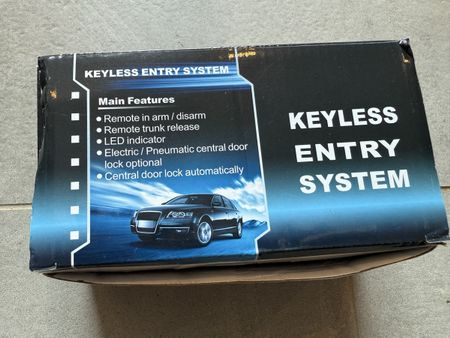 KEYLESS ENTRY SYSTEM
Main Features
● Remote in arm / disarm
● Remote trunk release
● LED indicator
● Electric / Pneumatic central door
lock optional
● Central door lock automatically
KEYLESS
ENTRY
SYSTEM